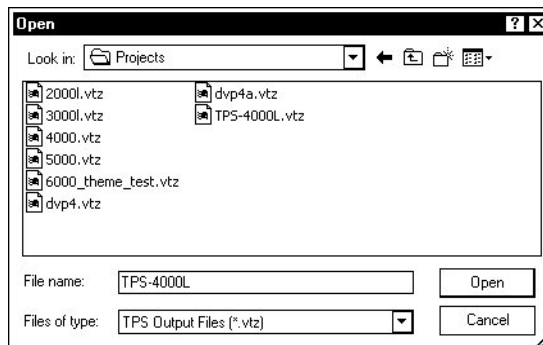 Open
Look in: Projects
2000l.vtz
3000l.vtz
4000.vtz
5000.vtz
6000_theme_test.vtz
dvp4.vtz
dvp4a.vtz
TPS-4000L.vtz
File name: TPS-4000L Open
Files of type: TPS Output Files (*.vtz) Cancel